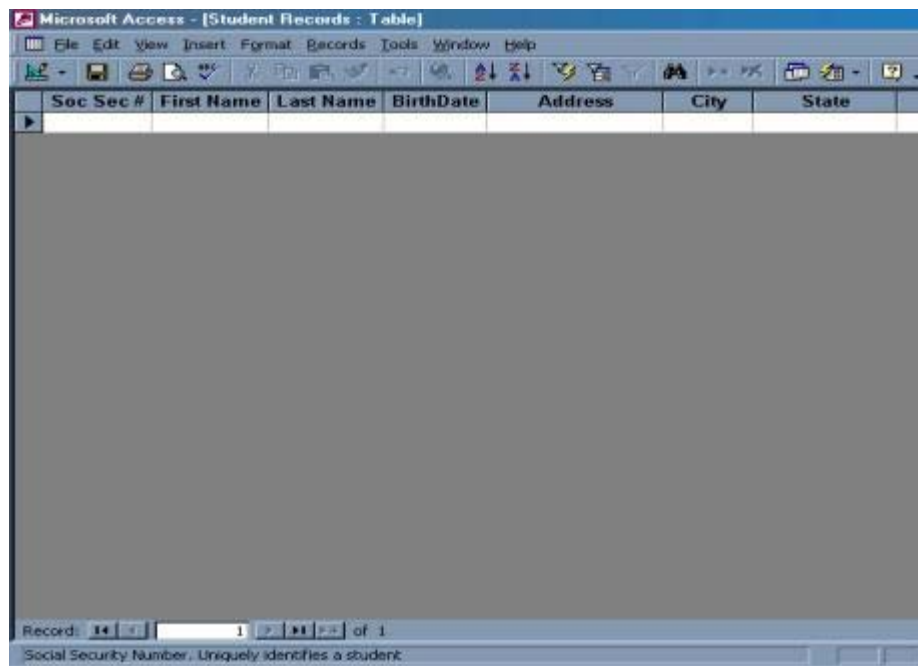 Microsoft Access - [Student Records : Table]
File Edit View Insert Format Records Tools Window Help
Soc Sec # First Name Last Name BirthDate Address City State
Record: 1 of 1
Social Security Number. Uniquely identifies a student